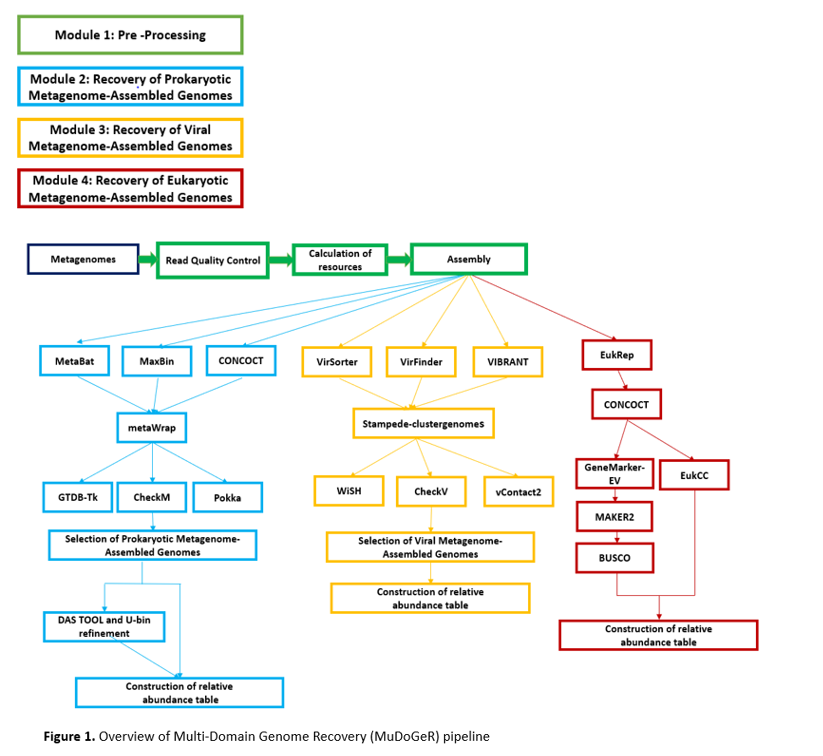 Module 1: Pre -Processing
Module 2: Recovery of Prokaryotic
Metagenome-Assembled Genomes
Module 3: Recovery of Viral
Metagenome-Assembled Genomes
Module 4: Recovery of Eukaryotic
Metagenome-Assembled Genomes
Metagenomes
Read Quality Control
Calculation of
resources
Assembly
MetaBat
MaxBin
CONCOCT
VirSorter
VirFinder
VIBRANT
EukRep
CONCOCT
metaWrap
Stampede-clustergenomes
GTDB-Tk
CheckM
Pokka
WiSH
CheckV
vContact2
GeneMarker-
EV
EukCC
MAKER2
BUSCO
Selection of Prokaryotic Metagenome-
Assembled Genomes
Selection of Viral Metagenome-
Assembled Genomes
Construction of relative
abundance table
DAS TOOL and U-bin
refinement
Construction of relative
abundance table
Construction of relative
abundance table
Figure 1. Overview of Multi-Domain Genome Recovery (MuDoGeR) pipeline